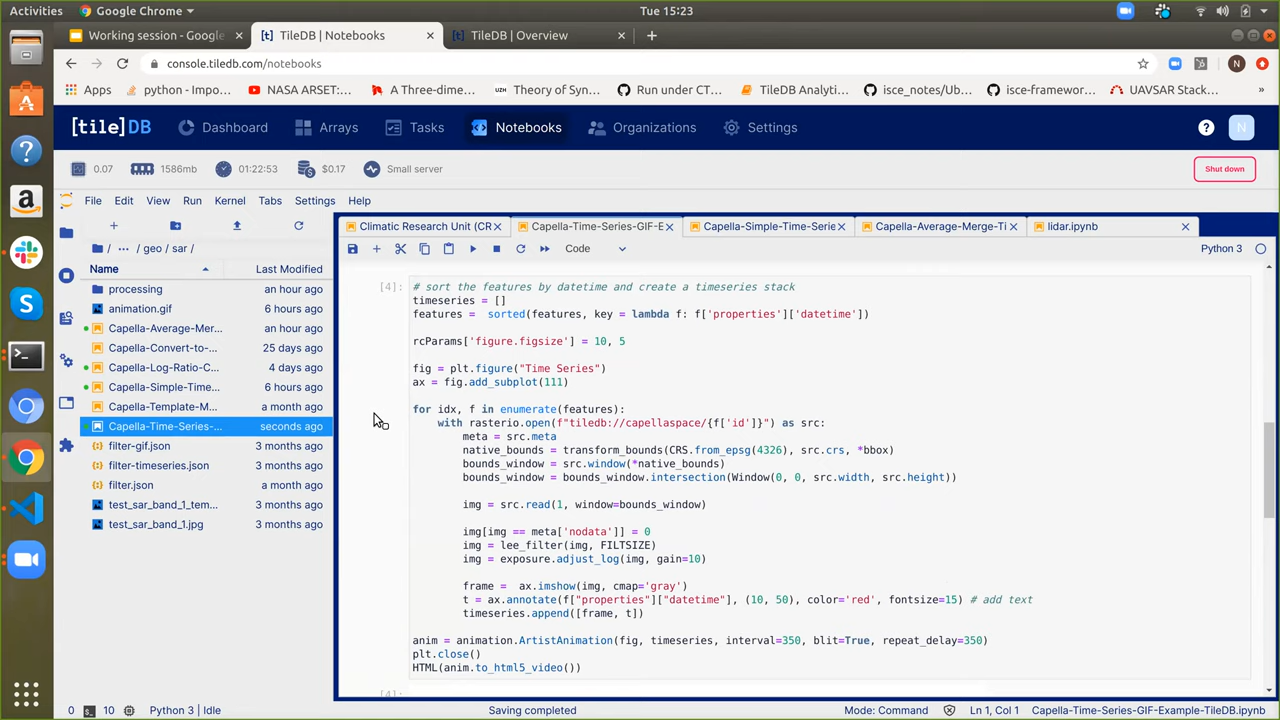 Activities
Google Chrome
Tue 15:23
Working session - Google
[t] TileDB | Notebooks
[t] TileDB | Overview
console.tiledb.com/notebooks
N
Apps
python - Impo...
NASA ARSET:...
A Three-dime...
UZH Theory of Syn...
Run under CT...
TileDB Analyti...
isce_notes/Ub...
isce-framewor...
UAVSAR Stack...
»
[tile]DB
Dashboard
Arrays
Tasks
Notebooks
Organizations
Settings
?
N
0.07
1586mb
01:22:53
$0.17
Small server
Shut down
File Edit View Run Kernel Tabs Settings Help
Climatic Research Unit (CR
Capella-Time-Series-GIF-E
Capella-Simple-Time-Serie
Capella-Average-Merge-Ti
lidar.ipynb
Code
Python 3
/ ··· / geo / sar /
Name
Last Modified
processing an hour ago
animation.gif 6 hours ago
Capella-Average-Mer... an hour ago
Capella-Convert-to-... 25 days ago
Capella-Log-Ratio-C... 4 days ago
Capella-Simple-Time... 6 hours ago
Capella-Template-M... a month ago
Capella-Time-Series-... seconds ago
filter-gif.json 3 months ago
filter-timeseries.json 3 months ago
filter.json 3 months ago
test_sar_band_1_tem... 3 months ago
test_sar_band_1.jpg 3 months ago
[4]:
# sort the features by datetime and create a timeseries stack
timeseries = []
features =  sorted(features, key = lambda f: f['properties']['datetime'])
rcParams['figure.figsize'] = 10, 5
fig = plt.figure("Time Series")
ax = fig.add_subplot(111)
for idx, f in enumerate(features):
    with rasterio.open(f"tiledb://capellaspace/{f['id']}") as src:
        meta = src.meta
        native_bounds = transform_bounds(CRS.from_epsg(4326), src.crs, *bbox)
        bounds_window = src.window(*native_bounds)
        bounds_window = bounds_window.intersection(Window(0, 0, src.width, src.height))
        img = src.read(1, window=bounds_window)
        img[img == meta['nodata']] = 0
        img = lee_filter(img, FILTSIZE)
        img = exposure.adjust_log(img, gain=10)
        frame =  ax.imshow(img, cmap='gray')
        t = ax.annotate(f["properties"]["datetime"], (10, 50), color='red', fontsize=15) # add text
        timeseries.append([frame, t])
anim = animation.ArtistAnimation(fig, timeseries, interval=350, blit=True, repeat_delay=350)
plt.close()
HTML(anim.to_html5_video())
[4]:
0
10
Python 3 | Idle
Saving completed
Mode: Command
Ln 1, Col 1
Capella-Time-Series-GIF-Example-TileDB.ipynb